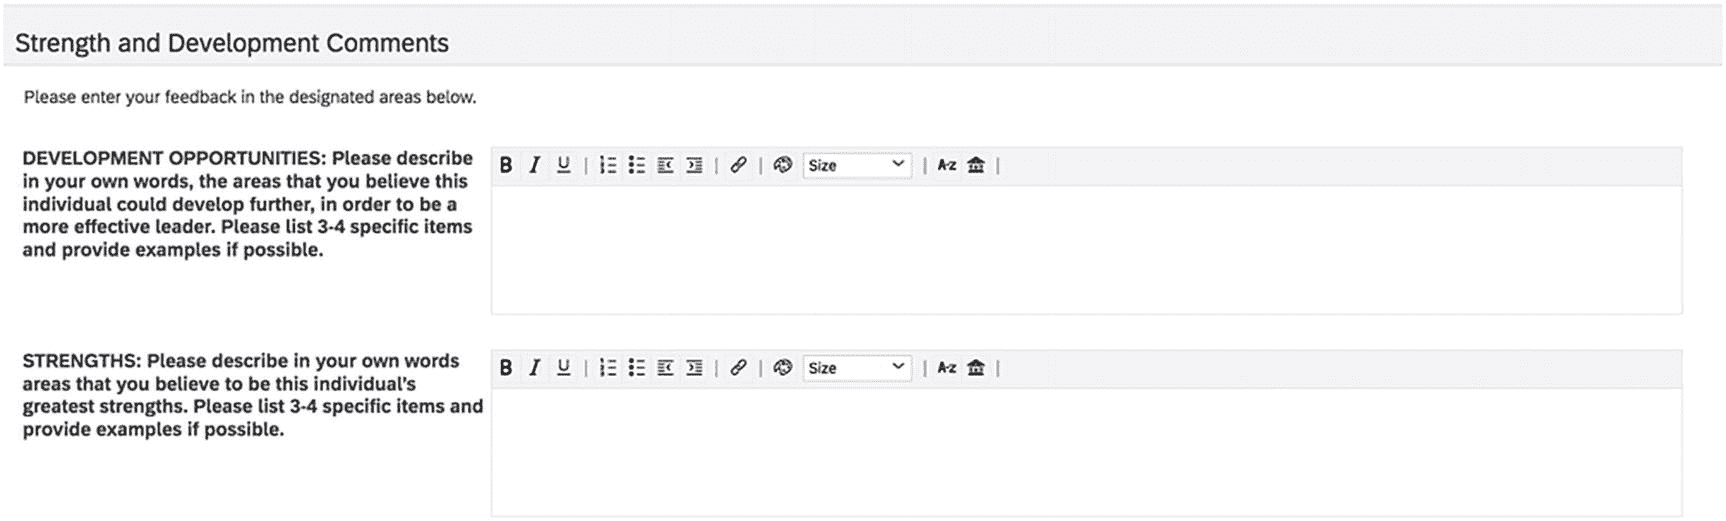 Strength and Development Comments
Please enter your feedback in the designated areas below.
DEVELOPMENT OPPORTUNITIES: Please describe
in your own words, the areas that you believe this
individual could develop further, in order to be a
more effective leader. Please list 3-4 specific items
and provide examples if possible.
B I U Size A-z
STRENGTHS: Please describe in your own words
areas that you believe to be this individual's
greatest strengths. Please list 3-4 specific items and
provide examples if possible.
B I U Size A-z